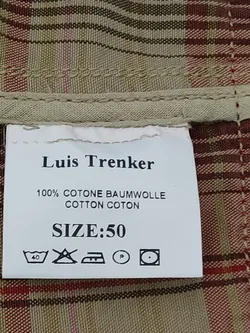 Luis Trenker
100% COTONE BAUMWOLLE
COTTON COTON
SIZE:50
40 P